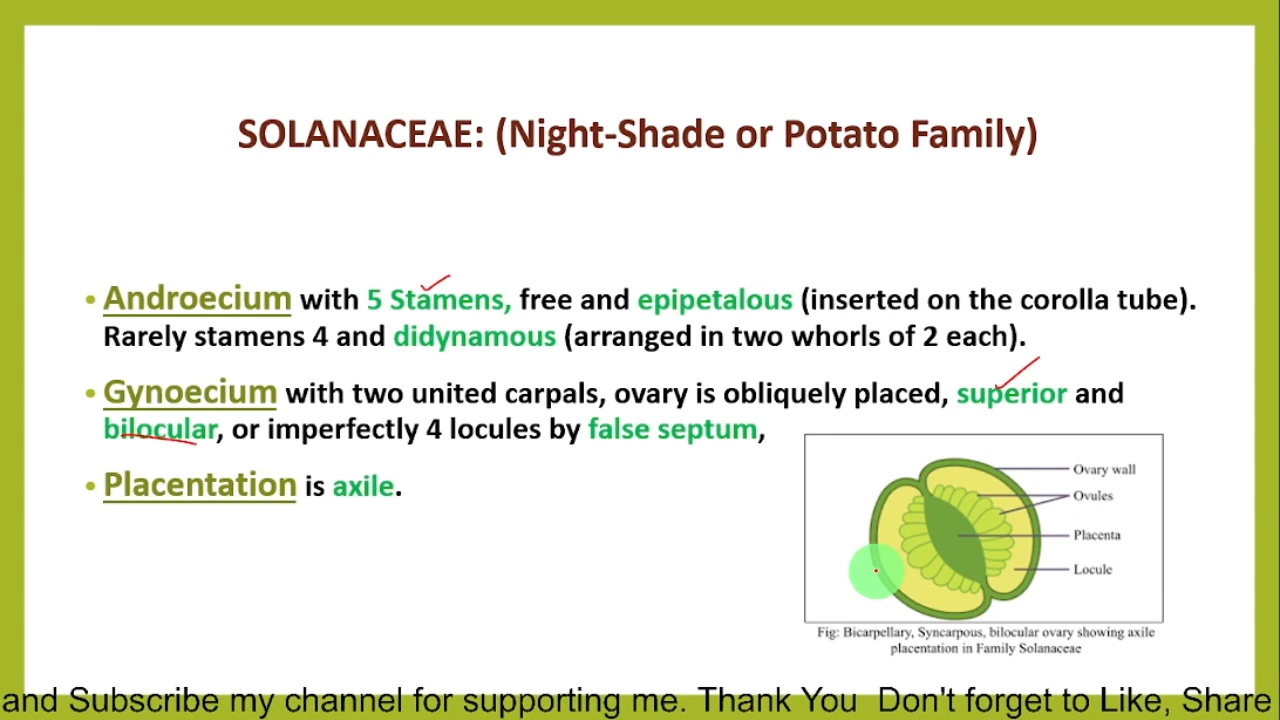 SOLANACEAE: (Night-Shade or Potato Family)
• Androecium with 5 Stamens, free and epipetalous (inserted on the corolla tube).
Rarely stamens 4 and didynamous (arranged in two whorls of 2 each).
• Gynoecium with two united carpals, ovary is obliquely placed, superior and
bilocular, or imperfectly 4 locules by false septum,
• Placentation is axile.
Ovary wall
Ovules
Placenta
Locule
Fig: Bicarpellary, Syncarpous, bilocular ovary showing axile
placentation in Family Solanaceae
and Subscribe my channel for supporting me. Thank You  Don't forget to Like, Share